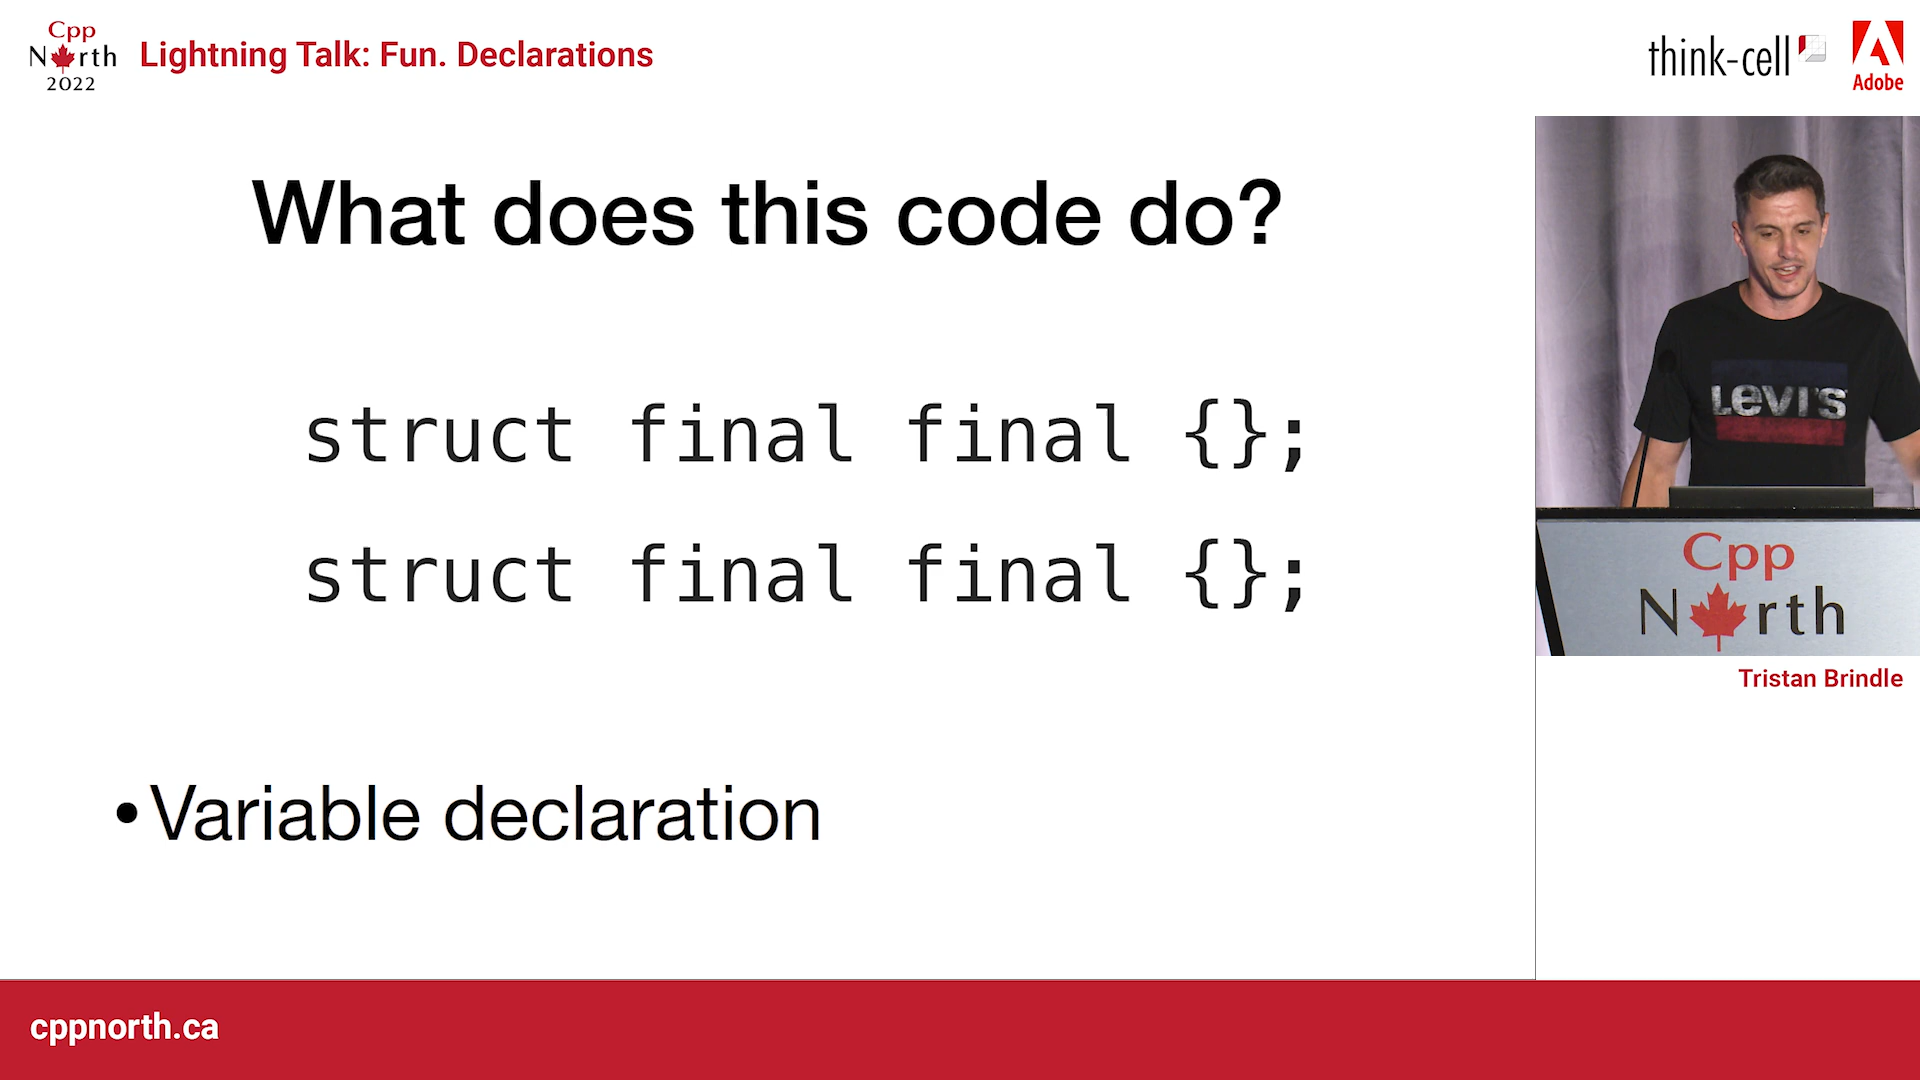 Cpp
North
2022
Lightning Talk: Fun. Declarations
think-cell
Adobe
What does this code do?
struct final final {};
struct final final {};
• Variable declaration
LEVI'S
Cpp
North
Tristan Brindle
cppnorth.ca